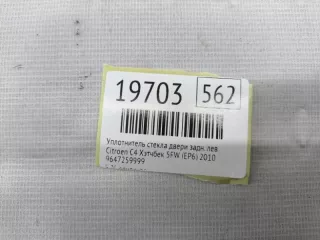 19703 562
Уплотнитель стекла двери задн. лев.
Citroen C4 Хэтчбек 5FW (EP6) 2010
9647259999